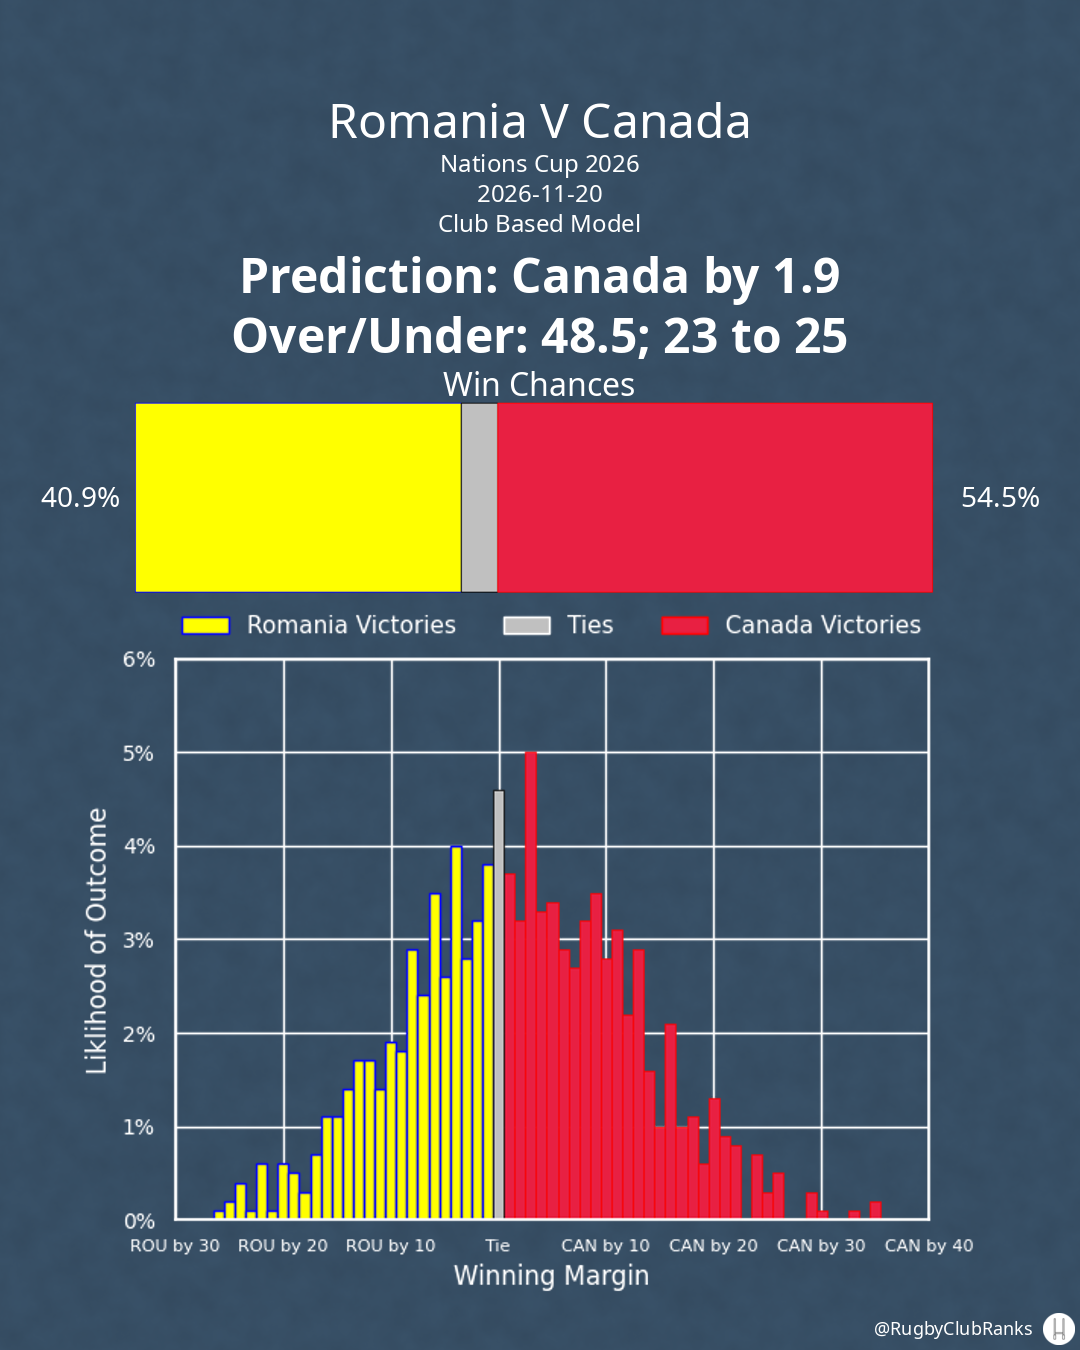 Romania V Canada
Nations Cup 2026
2026-11-20
Club Based Model
Prediction: Canada by 1.9
Over/Under: 48.5; 23 to 25
Win Chances
40.9%
54.5%
Romania Victories
Ties
Canada Victories
6%
5%
4%
3%
2%
1%
0%
Liklihood of Outcome
ROU by 30
ROU by 20
ROU by 10
Tie
CAN by 10
CAN by 20
CAN by 30
CAN by 40
Winning Margin
@RugbyClubRanks